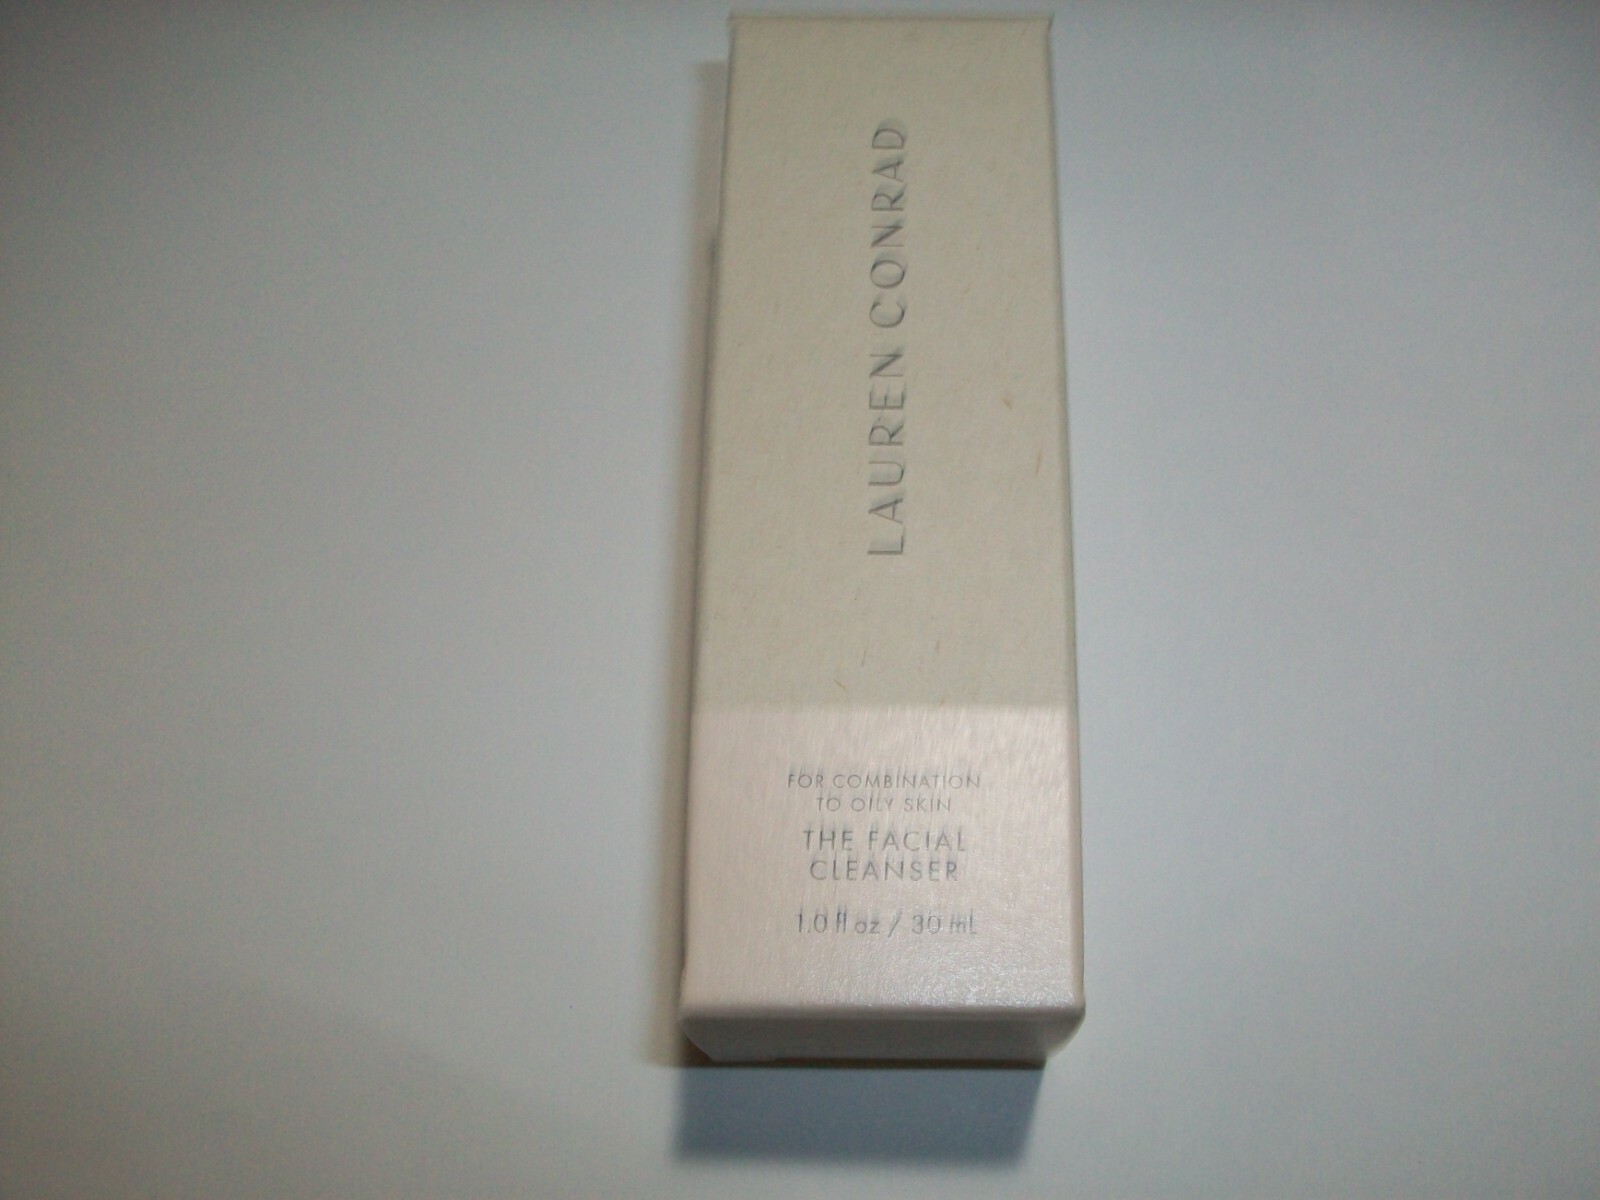 LAUREN CONRAD
FOR COMBINATION
TO OILY SKIN
THE FACIAL
CLEANSER
1.0 fl oz / 30 mL